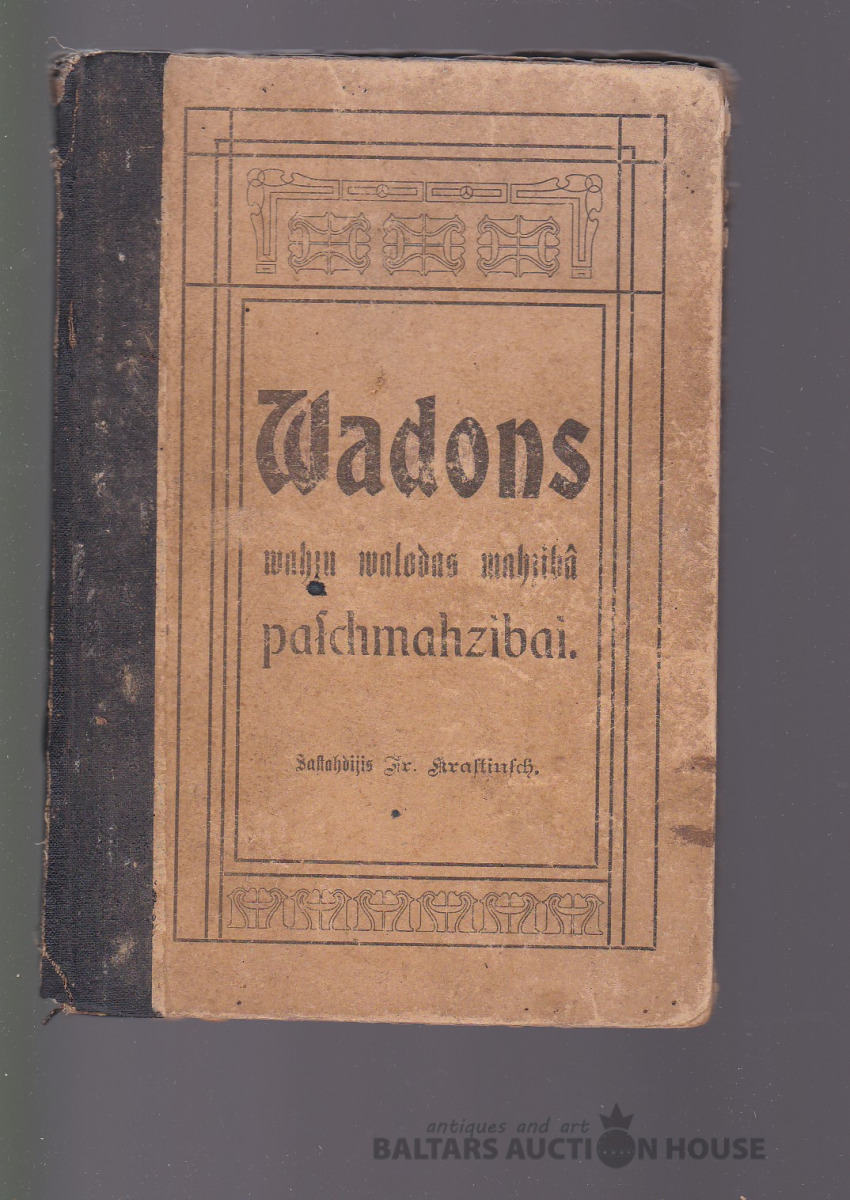 Wadons
wahzu walodas mahzibâ
paſchmahzibai.
Saſtahdijis Fr. Kraſtinſch.
antiques and art
BALTARS AUCTION HOUSE